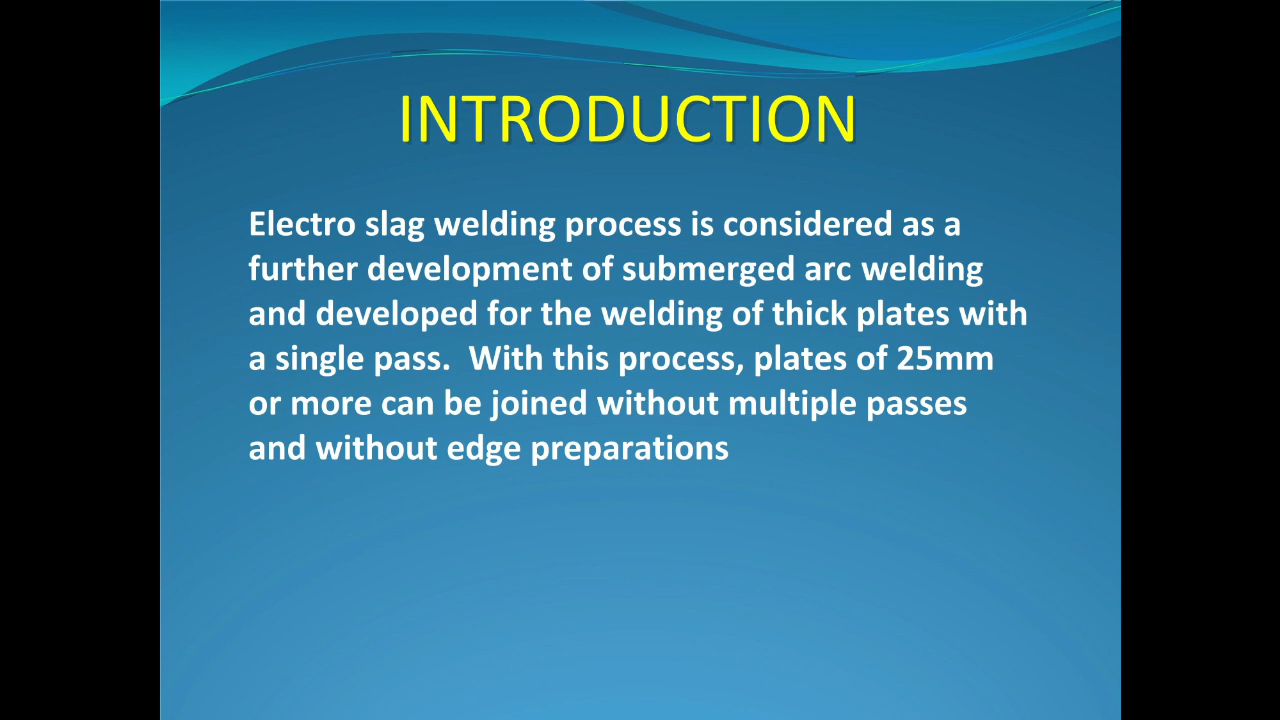 INTRODUCTION
Electro slag welding process is considered as a
further development of submerged arc welding
and developed for the welding of thick plates with
a single pass.  With this process, plates of 25mm
or more can be joined without multiple passes
and without edge preparations